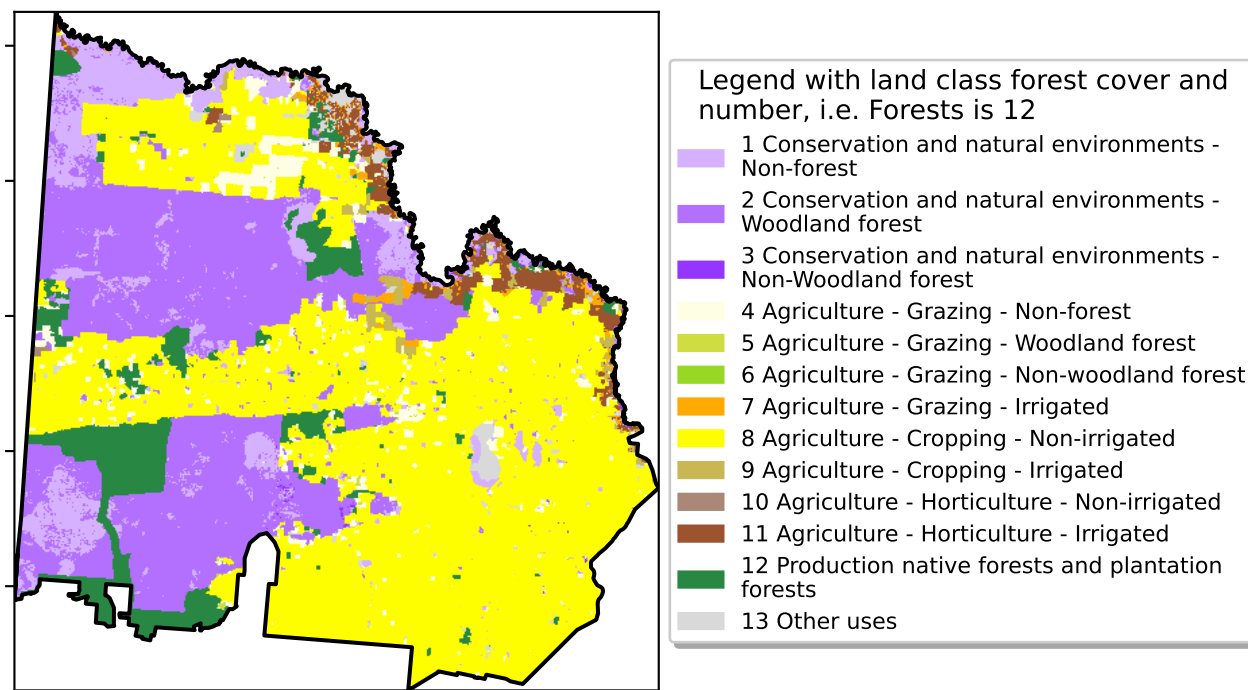 Legend with land class forest cover and
number, i.e. Forests is 12
1 Conservation and natural environments -
Non-forest
2 Conservation and natural environments -
Woodland forest
3 Conservation and natural environments -
Non-Woodland forest
4 Agriculture - Grazing - Non-forest
5 Agriculture - Grazing - Woodland forest
6 Agriculture - Grazing - Non-woodland forest
7 Agriculture - Grazing - Irrigated
8 Agriculture - Cropping - Non-irrigated
9 Agriculture - Cropping - Irrigated
10 Agriculture - Horticulture - Non-irrigated
11 Agriculture - Horticulture - Irrigated
12 Production native forests and plantation
forests
13 Other uses